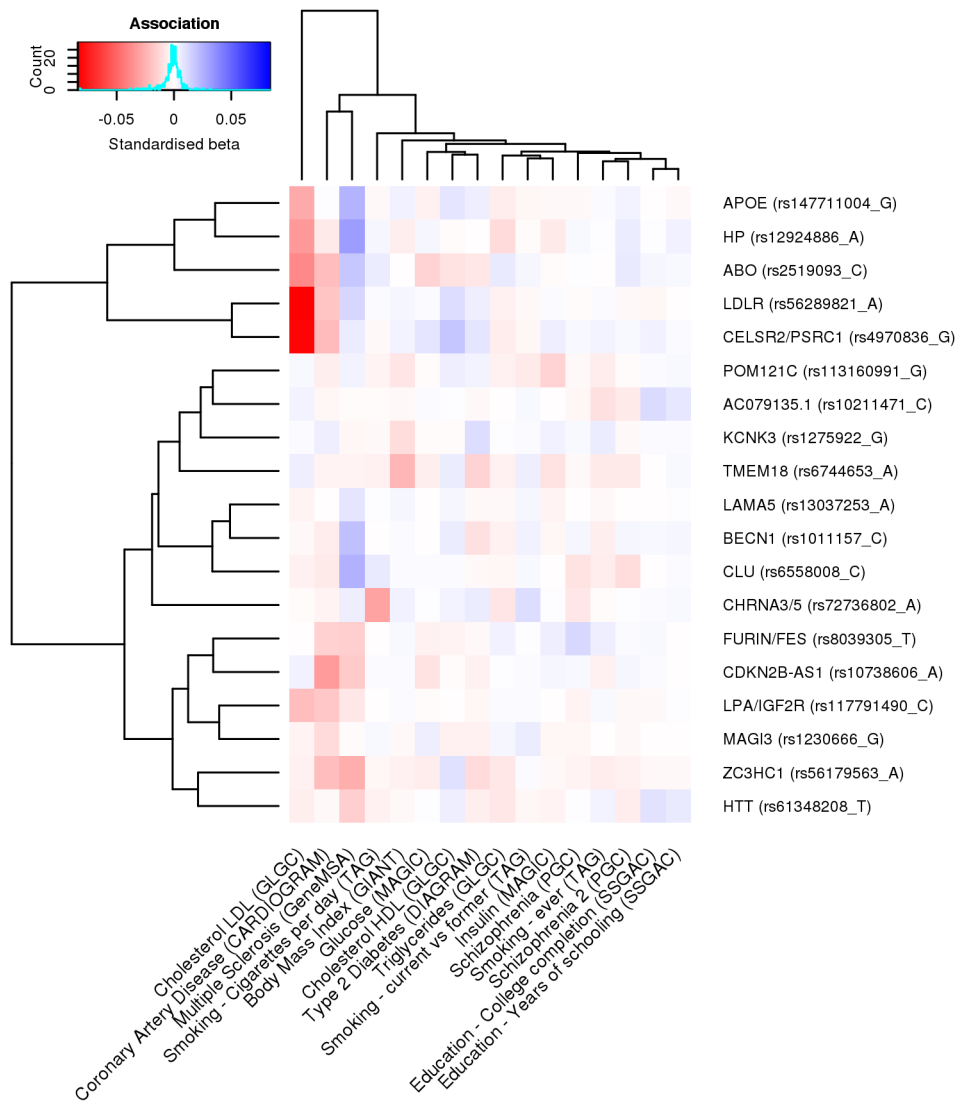 Association
Count
0 20
-0.05 0 0.05
Standardised beta
APOE (rs147711004_G)
HP (rs12924886_A)
ABO (rs2519093_C)
LDLR (rs56289821_A)
CELSR2/PSRC1 (rs4970836_G)
POM121C (rs113160991_G)
AC079135.1 (rs10211471_C)
KCNK3 (rs1275922_G)
TMEM18 (rs6744653_A)
LAMA5 (rs13037253_A)
BECN1 (rs1011157_C)
CLU (rs6558008_C)
CHRNA3/5 (rs72736802_A)
FURIN/FES (rs8039305_T)
CDKN2B-AS1 (rs10738606_A)
LPA/IGF2R (rs117791490_C)
MAGI3 (rs1230666_G)
ZC3HC1 (rs56179563_A)
HTT (rs61348208_T)
Cholesterol LDL (GLGC)
Coronary Artery Disease (CARDIOGRAM)
Multiple Sclerosis (GeneMSA)
Smoking - Cigarettes per day (TAG)
Body Mass Index (GIANT)
Glucose (MAGIC)
Cholesterol HDL (GLGC)
Type 2 Diabetes (DIAGRAM)
Triglycerides (GLGC)
Smoking - current vs former (TAG)
Insulin (MAGIC)
Schizophrenia (PGC)
Smoking - ever (TAG)
Schizophrenia 2 (PGC)
Education - College completion (SSGAC)
Education - Years of schooling (SSGAC)